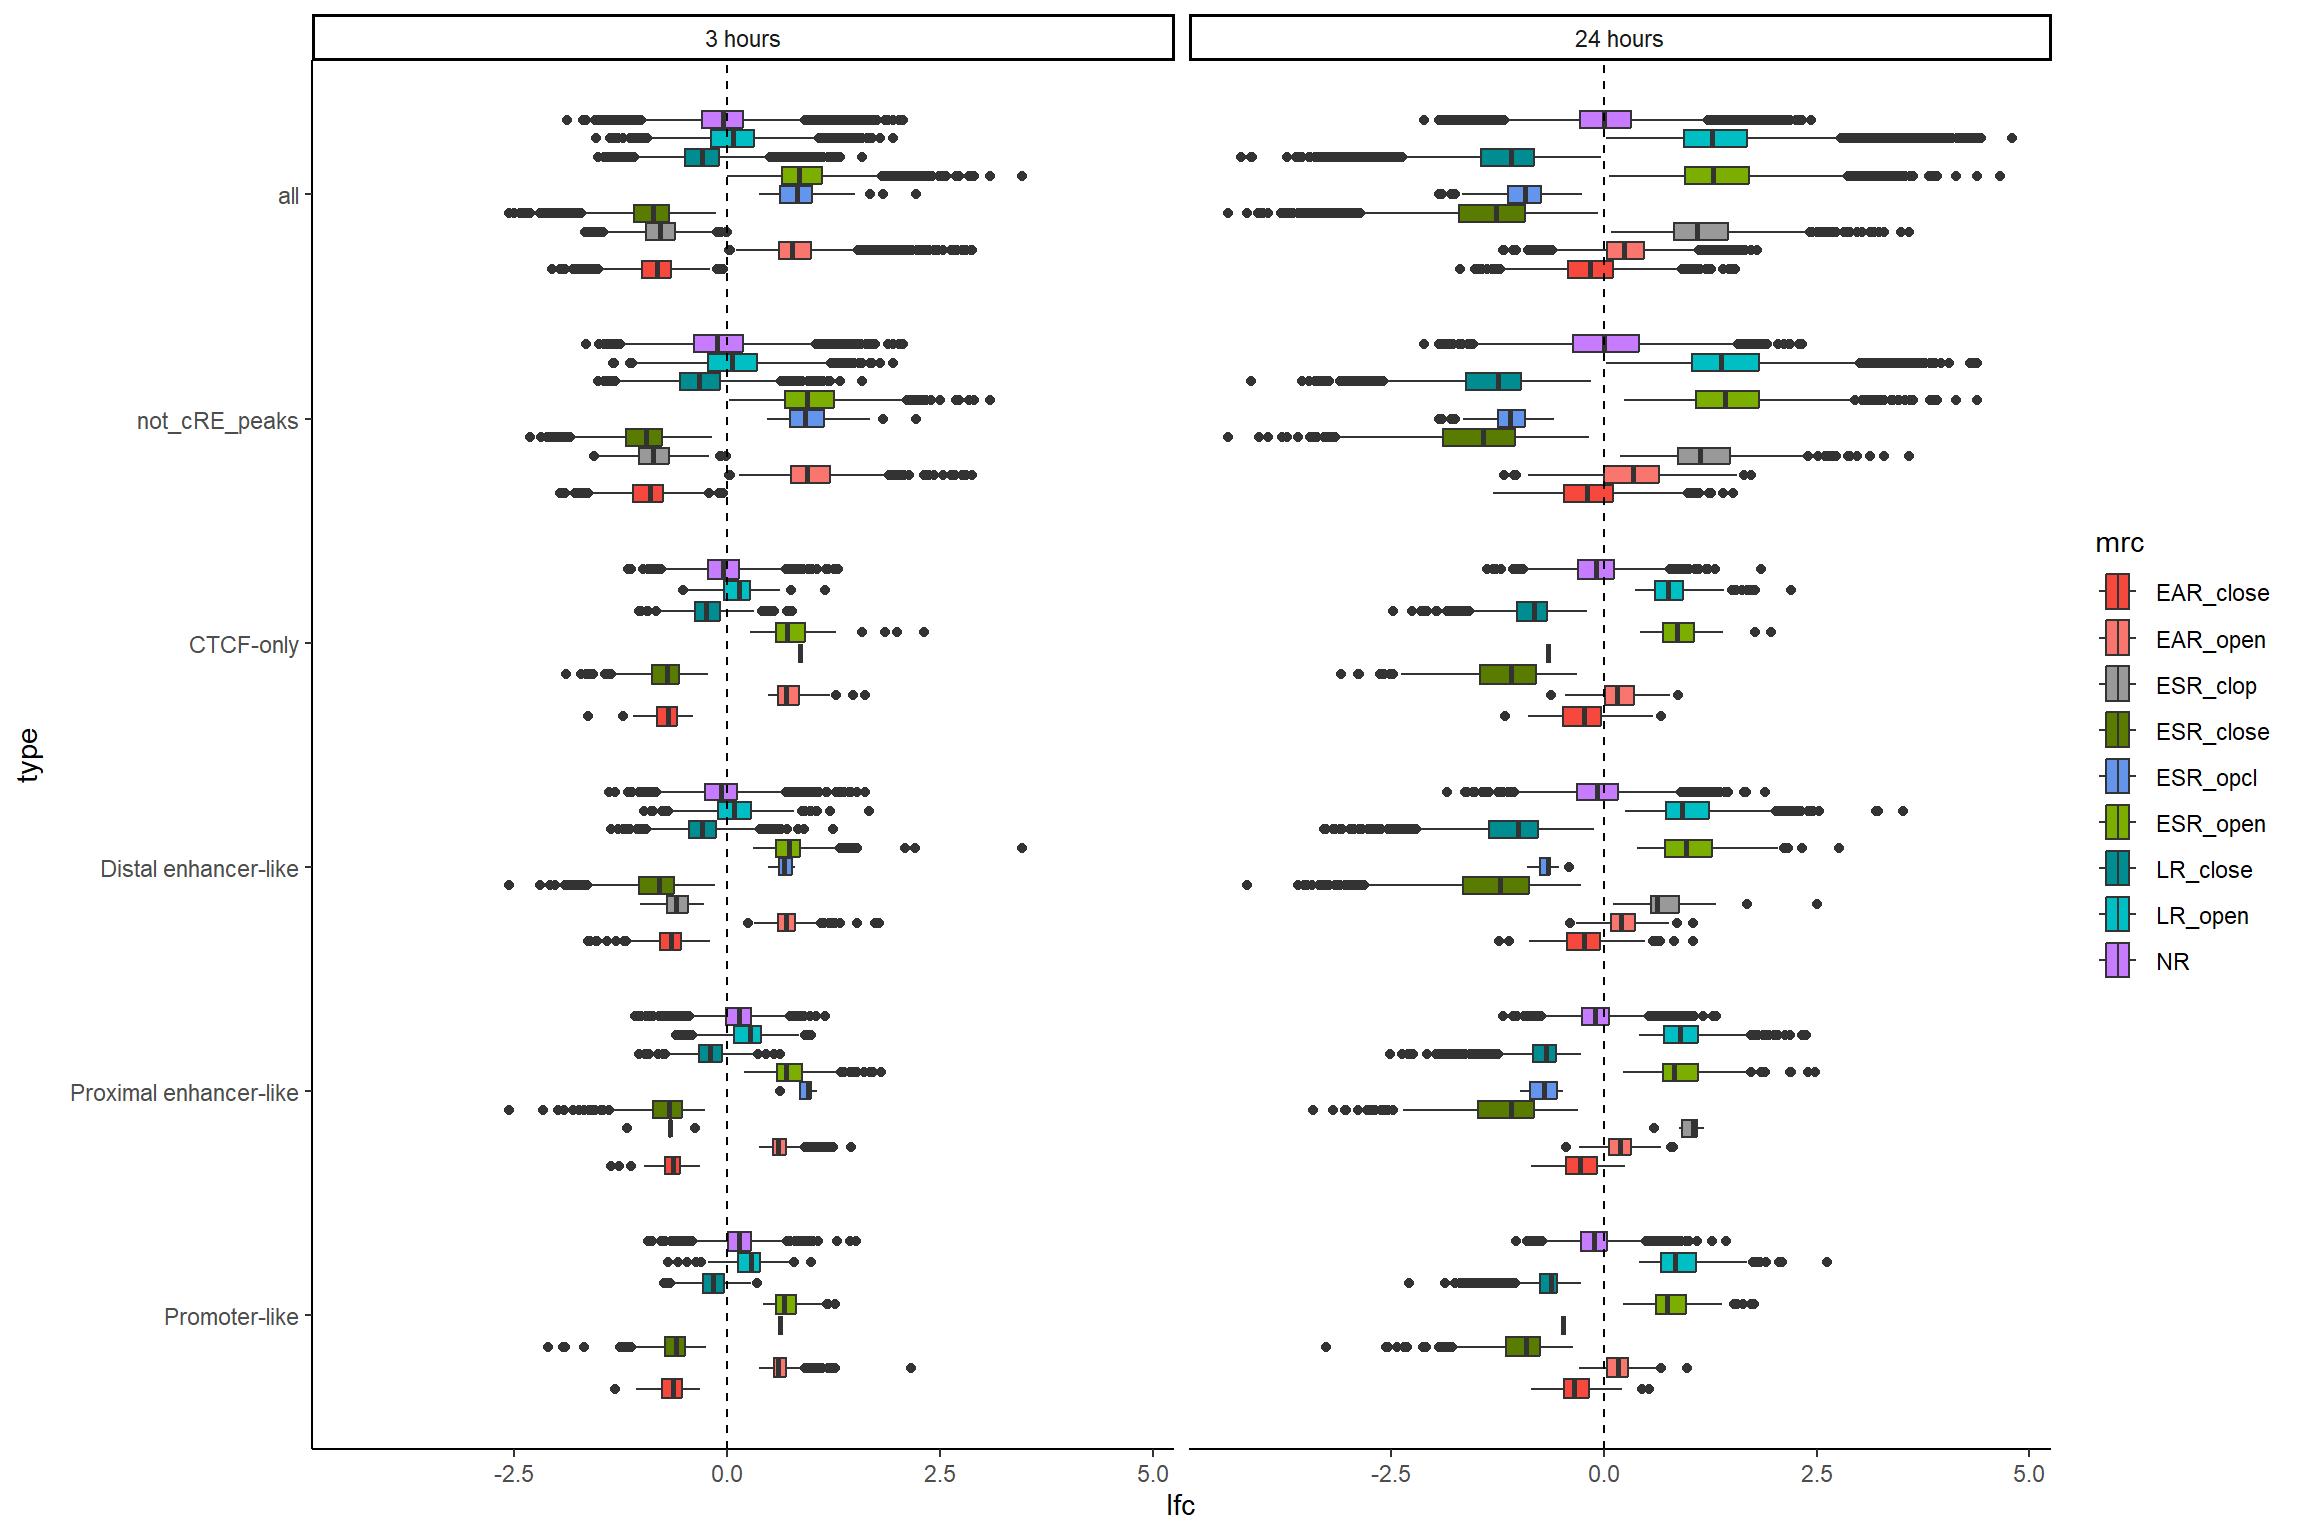 3 hours
24 hours
all
not_cRE_peaks
CTCF-only
Distal enhancer-like
Proximal enhancer-like
Promoter-like
type
-2.5
0.0
2.5
5.0
-2.5
0.0
2.5
5.0
lfc
mrc
EAR_close
EAR_open
ESR_clop
ESR_close
ESR_opcl
ESR_open
LR_close
LR_open
NR